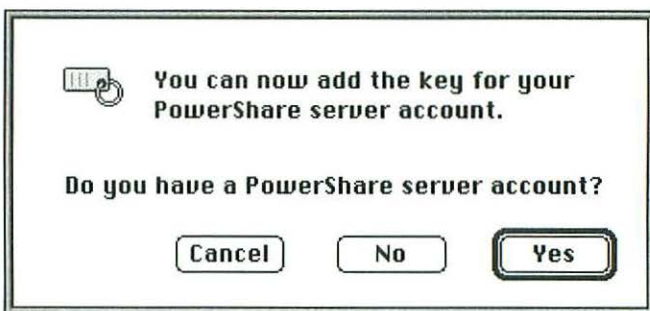 You can now add the key for your
PowerShare server account.
Do you have a PowerShare server account?
Cancel No Yes